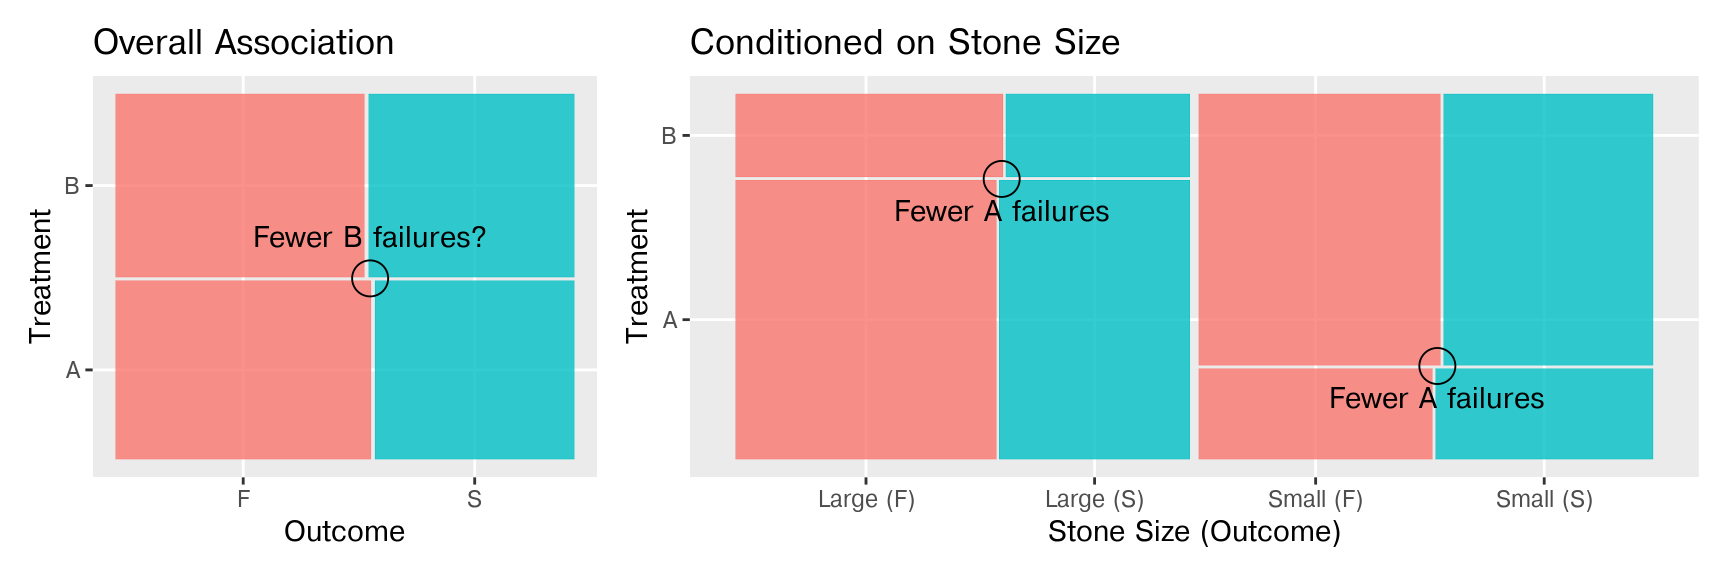 Overall Association
Treatment
B
A
Fewer B failures?
F
S
Outcome
Conditioned on Stone Size
Treatment
B
A
Fewer A failures
Fewer A failures
Large (F)
Large (S)
Small (F)
Small (S)
Stone Size (Outcome)